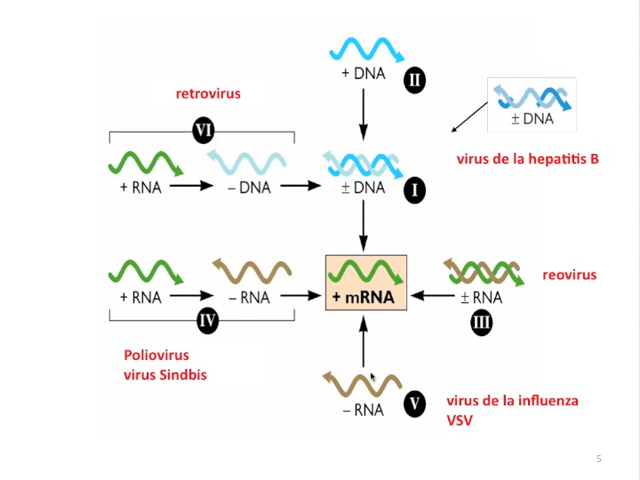 + DNA
II
retrovirus
± DNA
VI
virus de la hepatitis B
+ RNA
− DNA
± DNA
I
reovirus
+ RNA
− RNA
+ mRNA
± RNA
IV
III
Poliovirus
virus Sindbis
− RNA
V
virus de la influenza
VSV
5